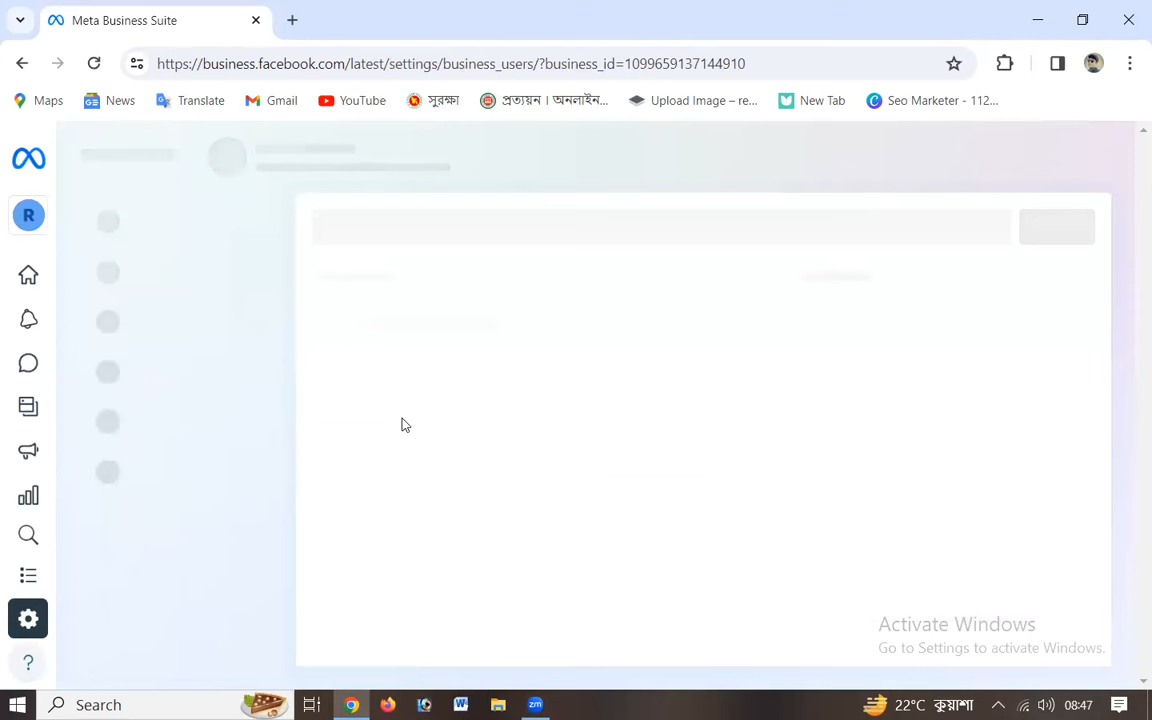 Meta Business Suite
https://business.facebook.com/latest/settings/business_users/?business_id=1099659137144910
Maps
News
Translate
Gmail
YouTube
সুরক্ষা
প্রত্যয়ন । অনলাইন...
Upload Image – re...
New Tab
Seo Marketer - 112...
R
Activate Windows
Go to Settings to activate Windows.
Search
zm
22°C কুয়াশা
08:47